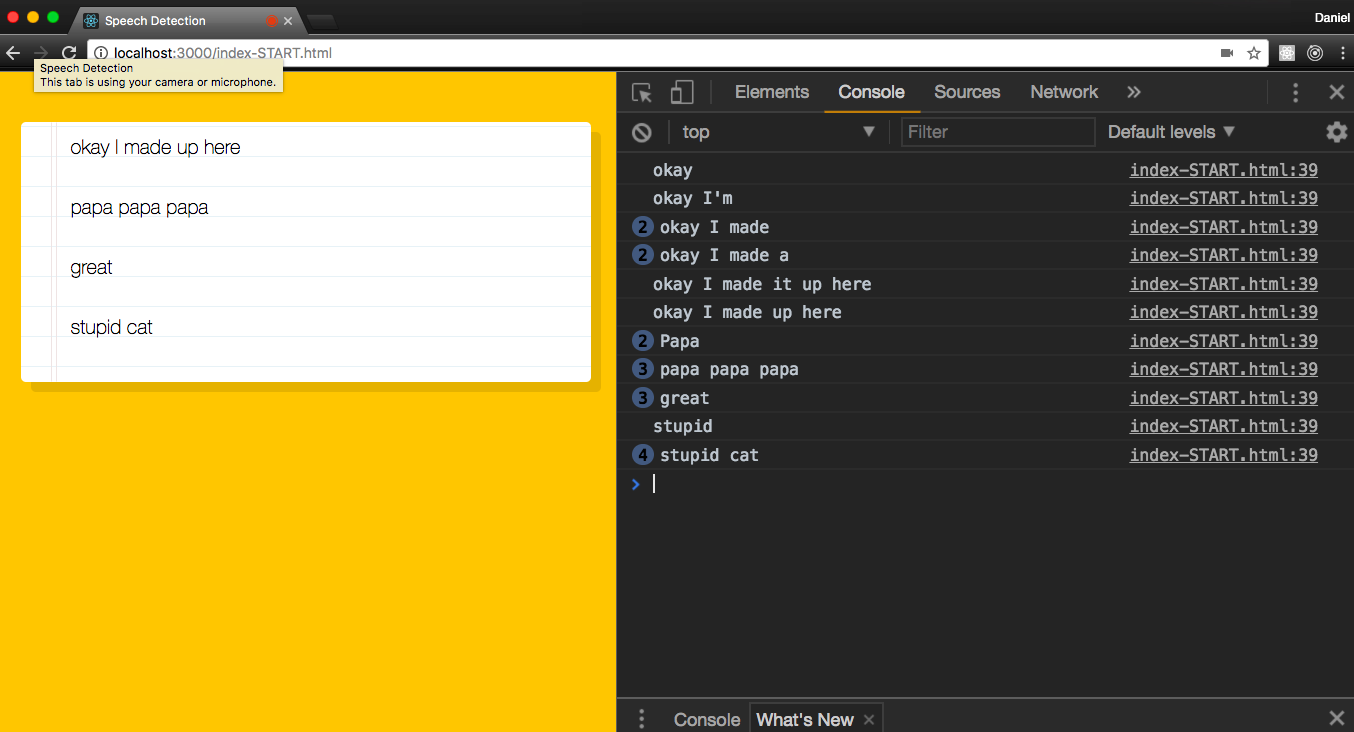 Speech Detection
Daniel
localhost:3000/index-START.html
Speech Detection
This tab is using your camera or microphone.
okay I made up here
papa papa papa
great
stupid cat
Elements Console Sources Network »
top Filter Default levels
okay index-START.html:39
okay I'm index-START.html:39
2 okay I made index-START.html:39
2 okay I made a index-START.html:39
okay I made it up here index-START.html:39
okay I made up here index-START.html:39
2 Papa index-START.html:39
3 papa papa papa index-START.html:39
3 great index-START.html:39
stupid index-START.html:39
4 stupid cat index-START.html:39
Console What's New